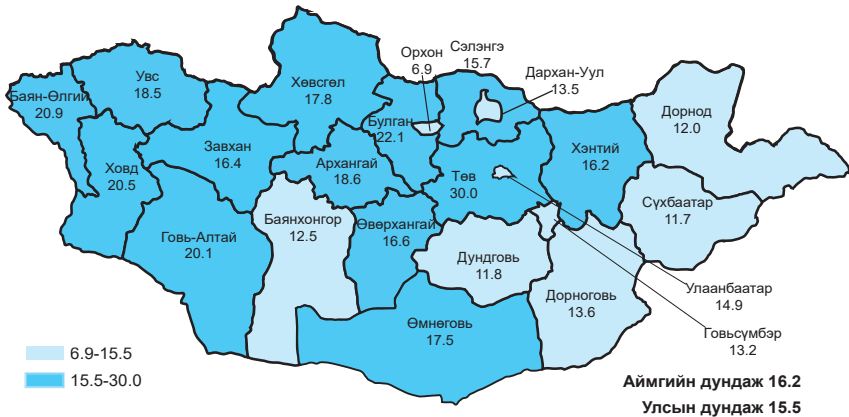 Орхон
6.9
Сэлэнгэ
15.7
Дархан-Уул
13.5
Увс
18.5
Хөвсгөл
17.8
Баян-Өлгий
20.9
Булган
22.1
Дорнод
12.0
Завхан
16.4
Хэнтий
16.2
Ховд
20.5
Архангай
18.6
Төв
30.0
Сүхбаатар
11.7
Баянхонгор
12.5
Говь-Алтай
20.1
Өвөрхангай
16.6
Дундговь
11.8
Улаанбаатар
14.9
Дорноговь
13.6
Өмнөговь
17.5
Говьсүмбэр
13.2
6.9-15.5
15.5-30.0
Аймгийн дундаж 16.2
Улсын дундаж 15.5